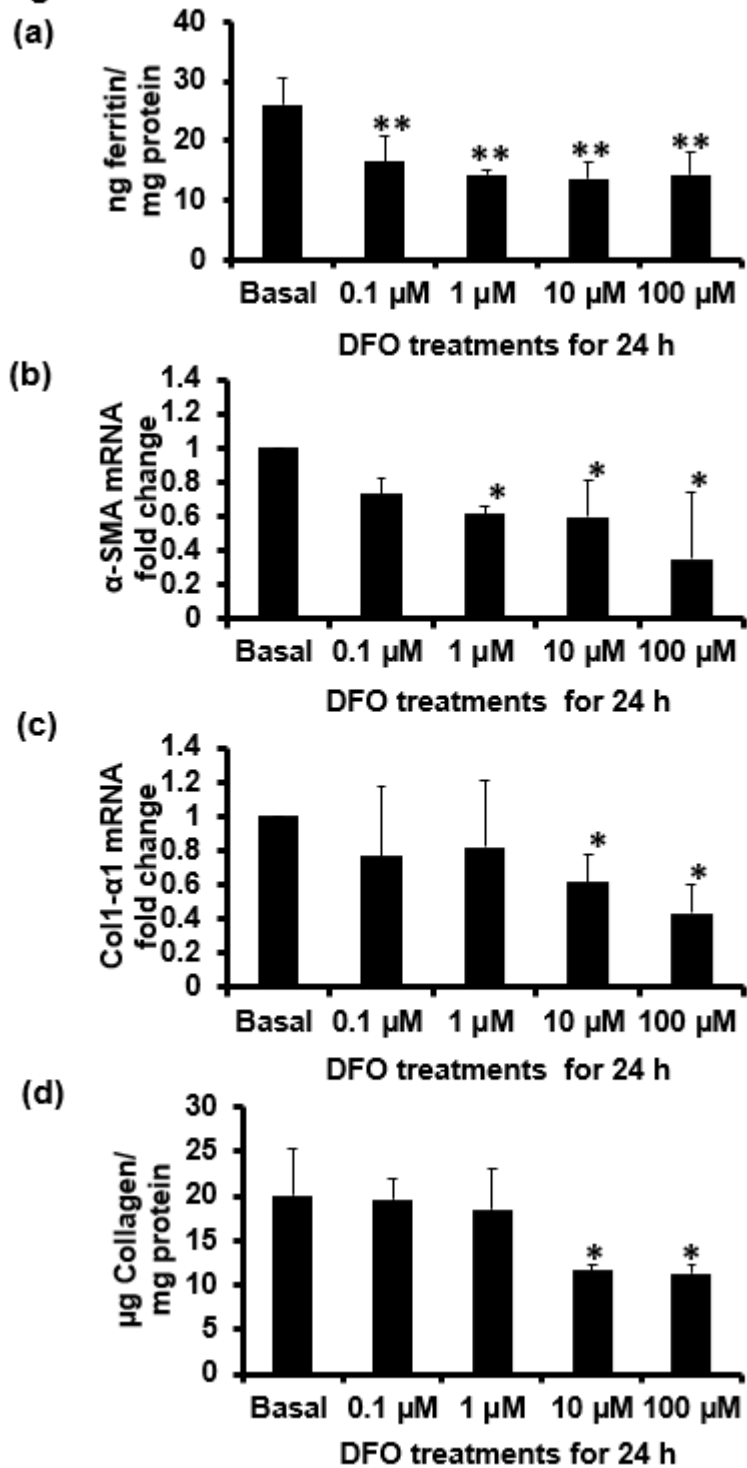 (a)
ng ferritin/
mg protein
40
30
20
10
0
**
**
**
**
Basal 0.1 µM 1 µM 10 µM 100 µM
DFO treatments for 24 h
(b)
α-SMA mRNA
fold change
1.4
1.2
1
0.8
0.6
0.4
0.2
0
*
*
*
Basal 0.1 µM 1 µM 10 µM 100 µM
DFO treatments for 24 h
(c)
Col1-α1 mRNA
fold change
1.4
1.2
1
0.8
0.6
0.4
0.2
0
*
*
Basal 0.1 µM 1 µM 10 µM 100 µM
DFO treatments for 24 h
(d)
µg Collagen/
mg protein
30
25
20
15
10
5
0
*
*
Basal 0.1 µM 1 µM 10 µM 100 µM
DFO treatments for 24 h